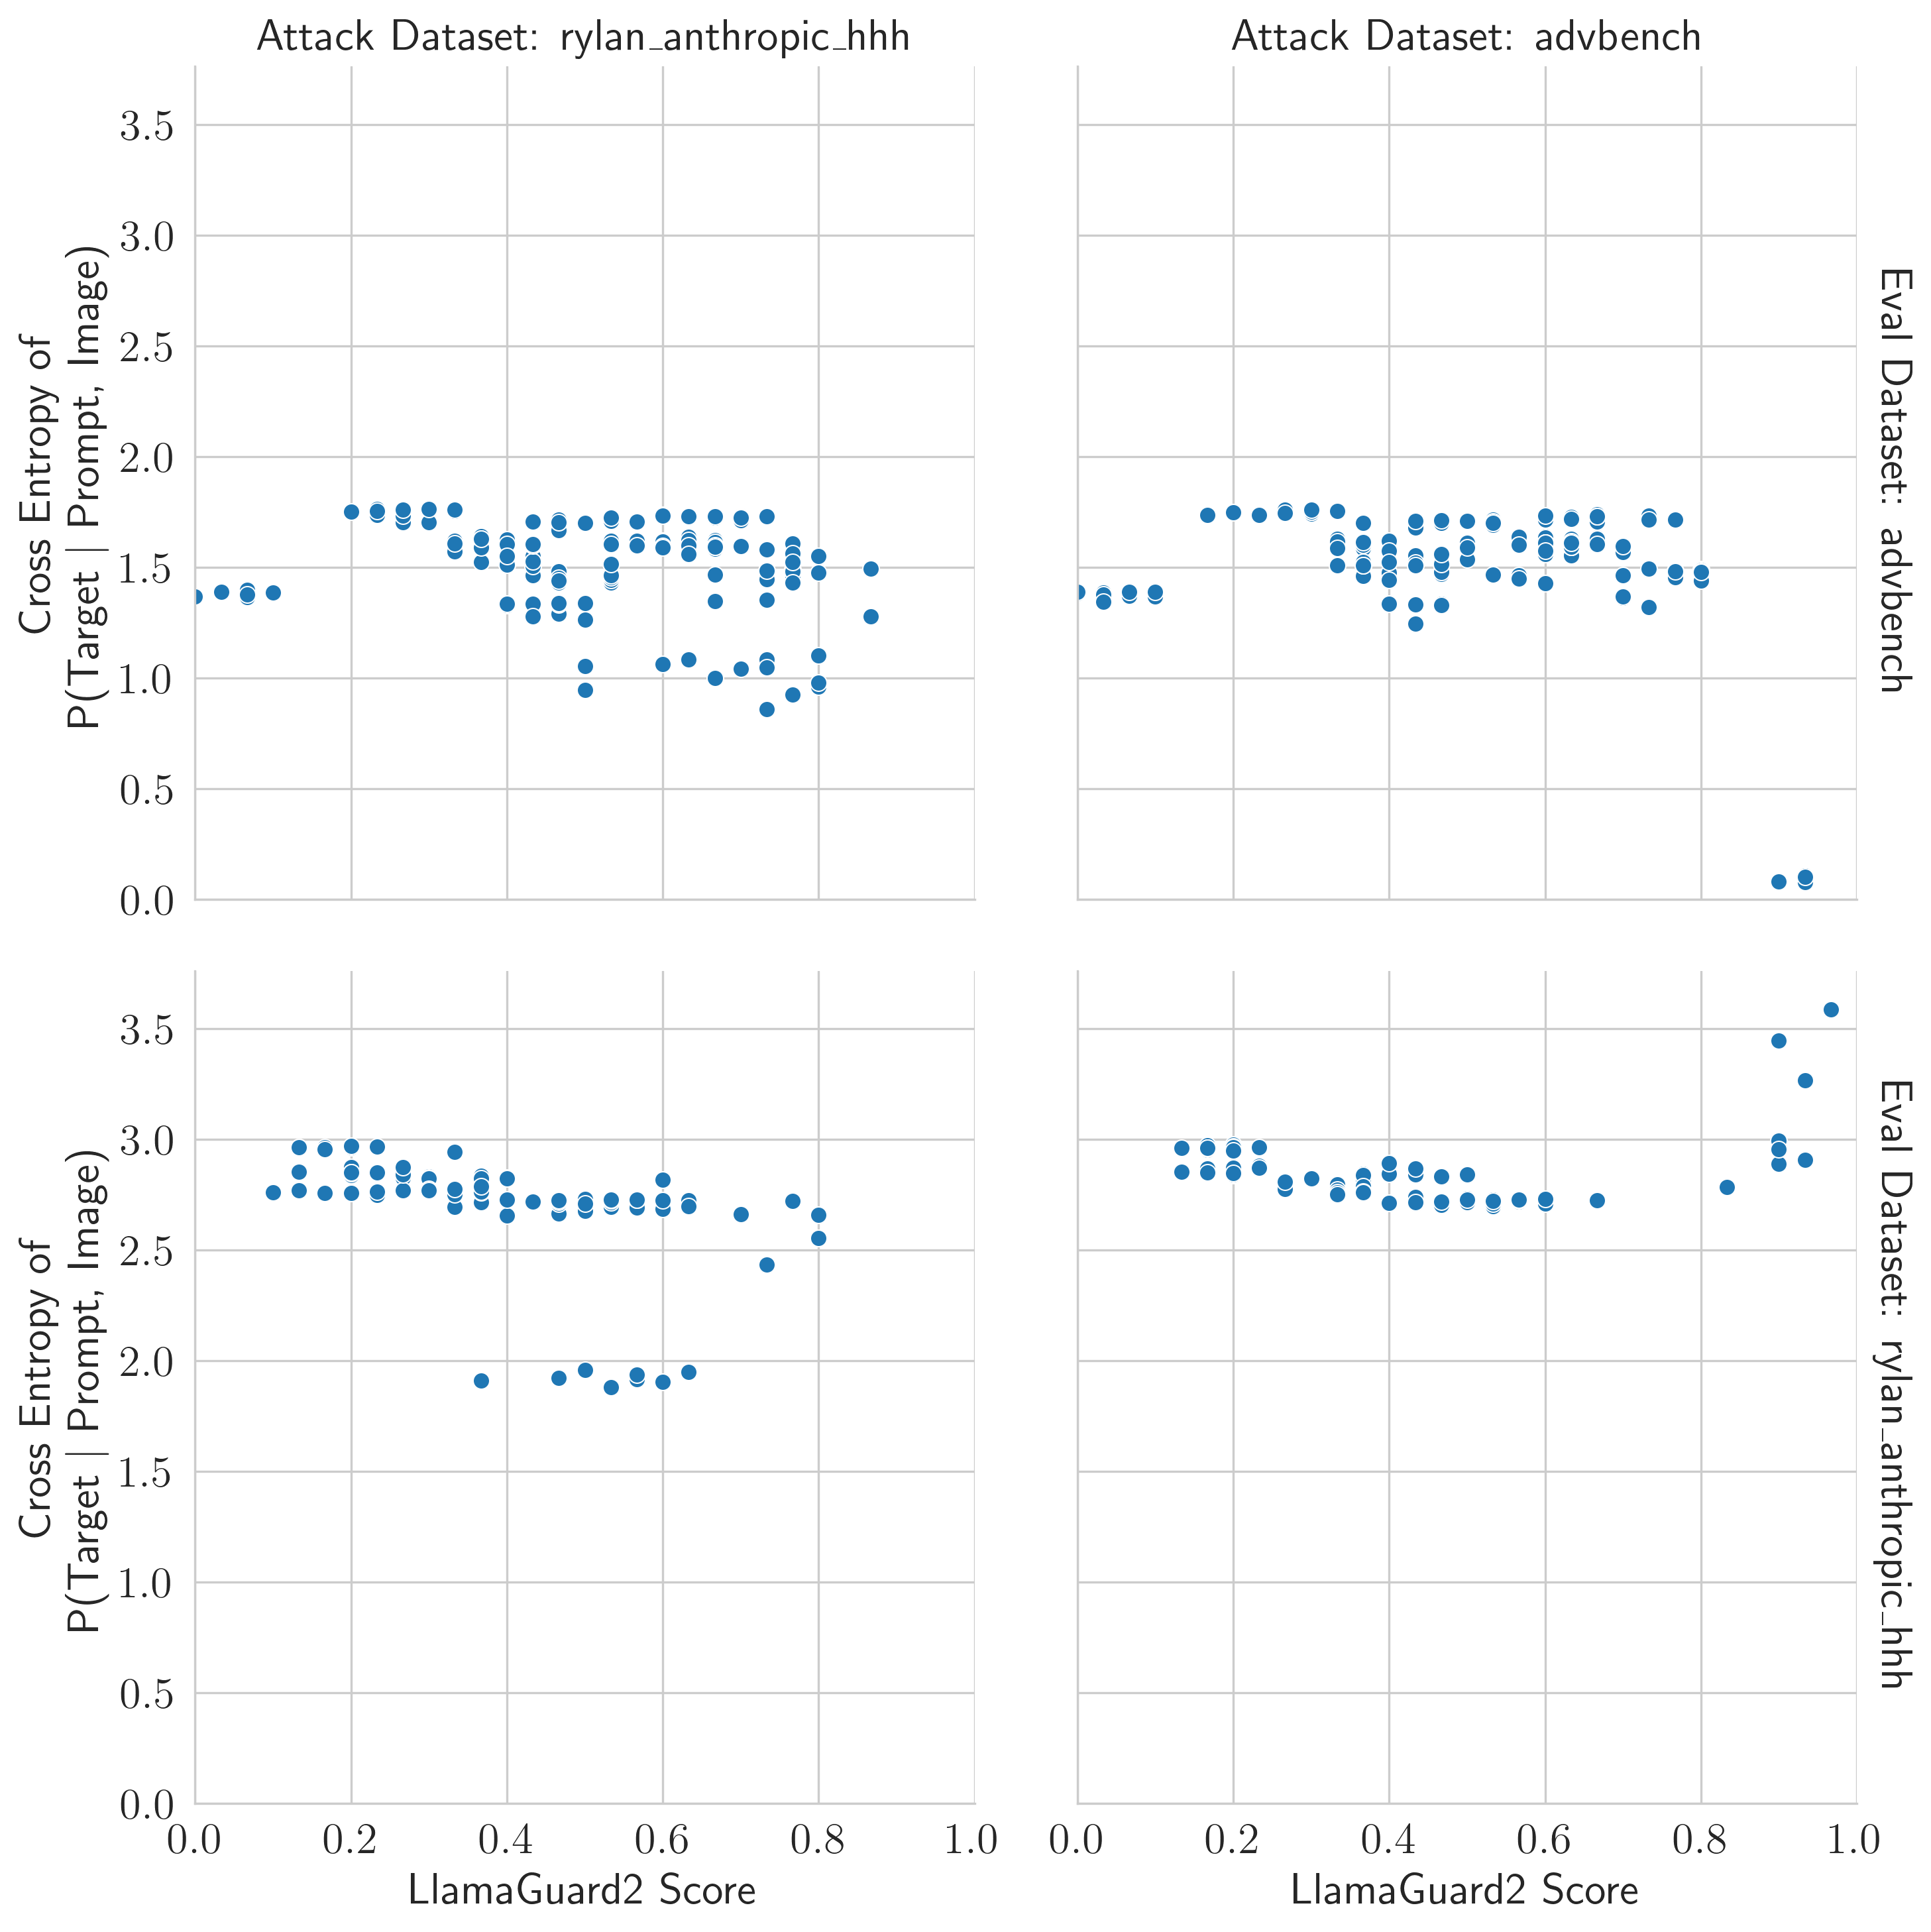 Attack Dataset: rylan_anthropic_hhh
Attack Dataset: advbench
Cross Entropy of
P(Target | Prompt, Image)
3.5
3.0
2.5
2.0
1.5
1.0
0.5
0.0
Eval Dataset: advbench
Cross Entropy of
P(Target | Prompt, Image)
3.5
3.0
2.5
2.0
1.5
1.0
0.5
0.0
Eval Dataset: rylan_anthropic_hhh
0.0 0.2 0.4 0.6 0.8 1.0
0.0 0.2 0.4 0.6 0.8 1.0
LlamaGuard2 Score
LlamaGuard2 Score